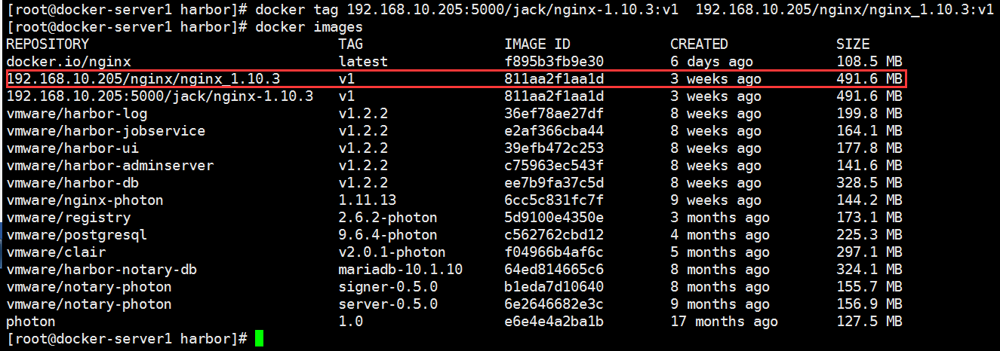 [root@docker-server1 harbor]# docker tag 192.168.10.205:5000/jack/nginx-1.10.3:v1  192.168.10.205/nginx/nginx_1.10.3:v1
[root@docker-server1 harbor]# docker images
REPOSITORY                             TAG                 IMAGE ID            CREATED             SIZE
docker.io/nginx                        latest              f895b3fb9e30        6 days ago          108.5 MB
192.168.10.205/nginx/nginx_1.10.3      v1                  811aa2f1aa1d        3 weeks ago         491.6 MB
192.168.10.205:5000/jack/nginx-1.10.3  v1                  811aa2f1aa1d        3 weeks ago         491.6 MB
vmware/harbor-log                      v1.2.2              36ef78ae27df        8 weeks ago         199.8 MB
vmware/harbor-jobservice               v1.2.2              e2af366cba44        8 weeks ago         164.1 MB
vmware/harbor-ui                       v1.2.2              39efb472c253        8 weeks ago         177.8 MB
vmware/harbor-adminserver              v1.2.2              c75963ec543f        8 weeks ago         141.6 MB
vmware/harbor-db                       v1.2.2              ee7b9fa37c5d        8 weeks ago         328.5 MB
vmware/nginx-photon                    1.11.13             6cc5c831fc7f        9 weeks ago         144.2 MB
vmware/registry                        2.6.2-photon        5d9100e4350e        3 months ago        173.1 MB
vmware/postgresql                      9.6.4-photon        c562762cbd12        4 months ago        225.3 MB
vmware/clair                           v2.0.1-photon       f04966b4af6c        5 months ago        297.1 MB
vmware/harbor-notary-db                mariadb-10.1.10     64ed814665c6        8 months ago        324.1 MB
vmware/notary-photon                   signer-0.5.0        b1eda7d10640        8 months ago        155.7 MB
vmware/notary-photon                   server-0.5.0        6e2646682e3c        9 months ago        156.9 MB
photon                                 1.0                 e6e4e4a2ba1b        17 months ago       127.5 MB
[root@docker-server1 harbor]#